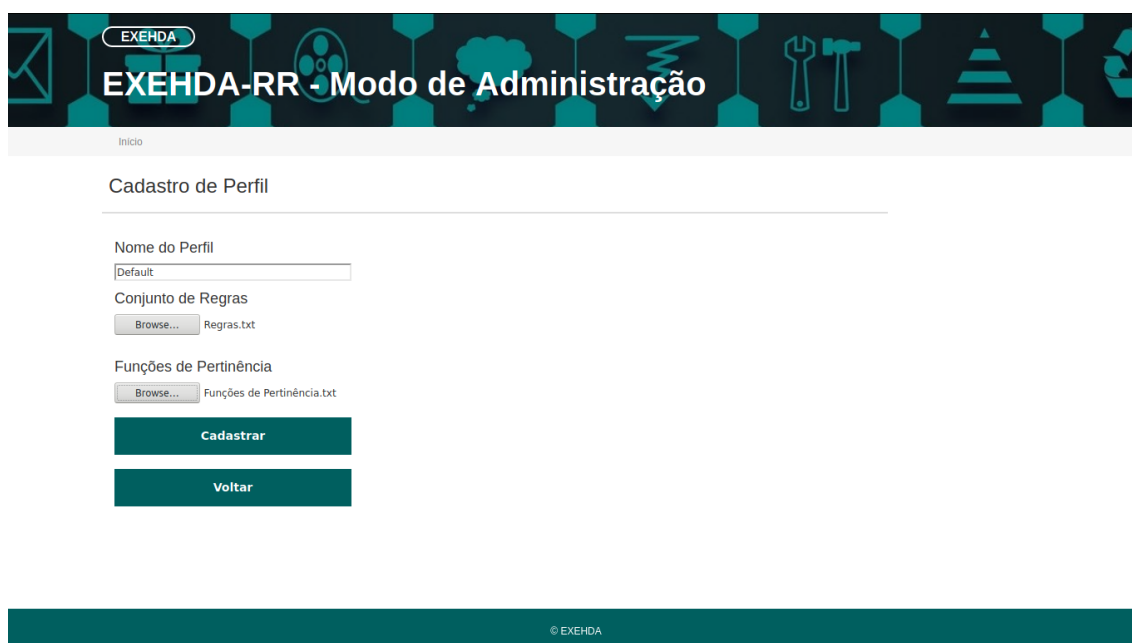 EXEHDA
EXEHDA-RR - Modo de Administração
Início
Cadastro de Perfil
Nome do Perfil
Default
Conjunto de Regras
Browse... Regras.txt
Funções de Pertinência
Browse... Funções de Pertinência.txt
Cadastrar
Voltar
© EXEHDA